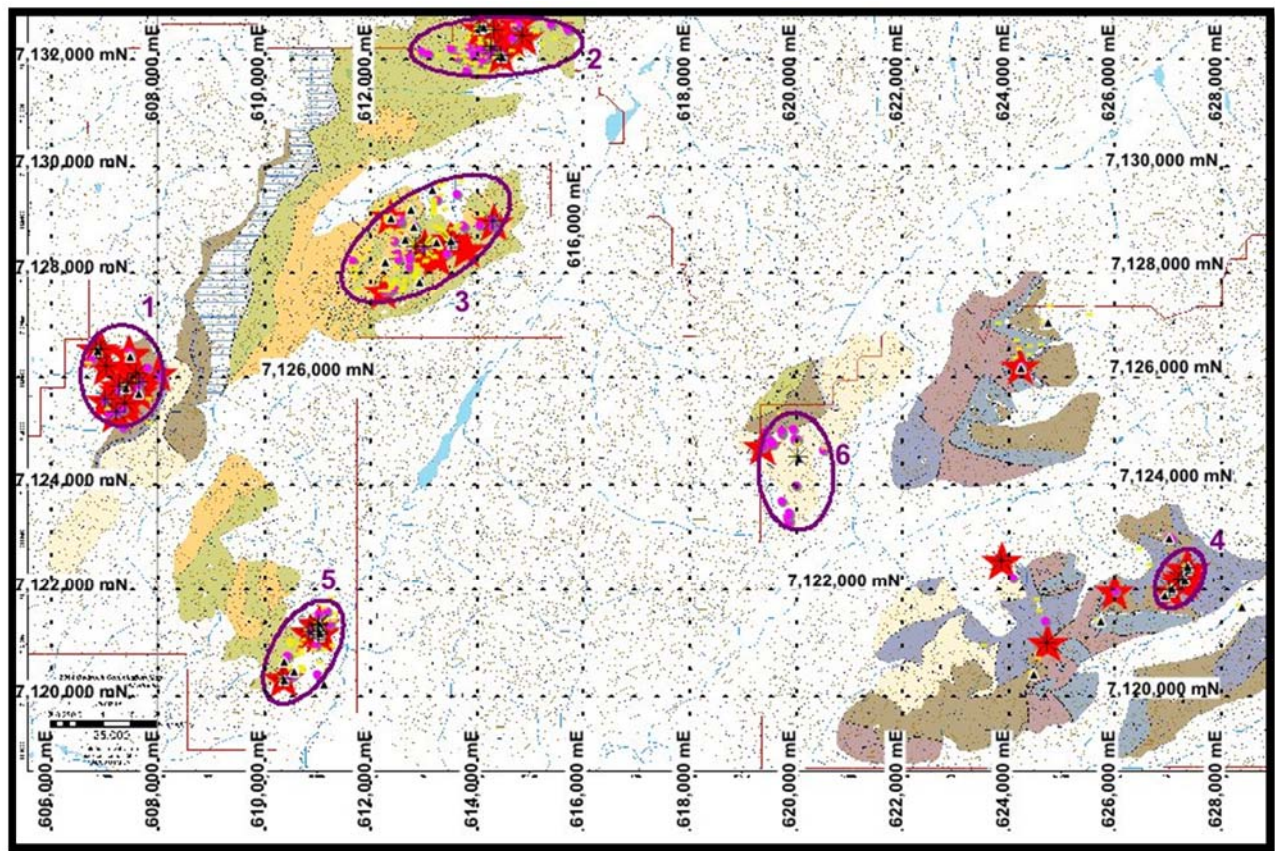 7,132,000 mN
608,000 mE
610,000 mE
612,000 mE
2
618,000 mE
620,000 mE
622,000 mE
624,000 mE
626,000 mE
628,000 mE
7,130,000 mN
7,130,000 mN
616,000 mE
7,128,000 mN
7,128,000 mN
3
1
7,126,000 mN
7,126,000 mN
6
7,124,000 mN
7,124,000 mN
4
7,122,000 mN
7,122,000 mN
5
7,120,000 mN
7,120,000 mN
25,000
606,000 mE
608,000 mE
610,000 mE
612,000 mE
614,000 mE
616,000 mE
618,000 mE
620,000 mE
622,000 mE
624,000 mE
626,000 mE
628,000 mE